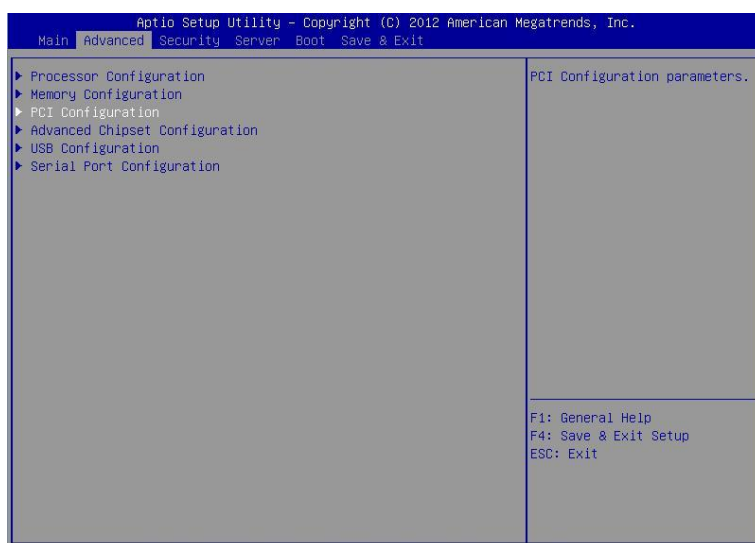 Aptio Setup Utility – Copyright (C) 2012 American Megatrends, Inc.
Main Advanced Security Server Boot Save & Exit
Processor Configuration
Memory Configuration
PCI Configuration
Advanced Chipset Configuration
USB Configuration
Serial Port Configuration
PCI Configuration parameters.
F1: General Help
F4: Save & Exit Setup
ESC: Exit